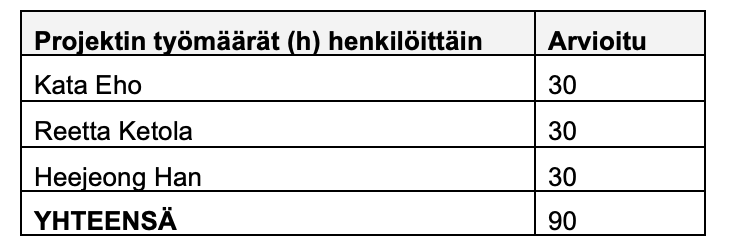 Projektin työmäärät (h) henkilöittäin Arvioitu
Kata Eho 30
Reetta Ketola 30
Heejeong Han 30
YHTEENSÄ 90